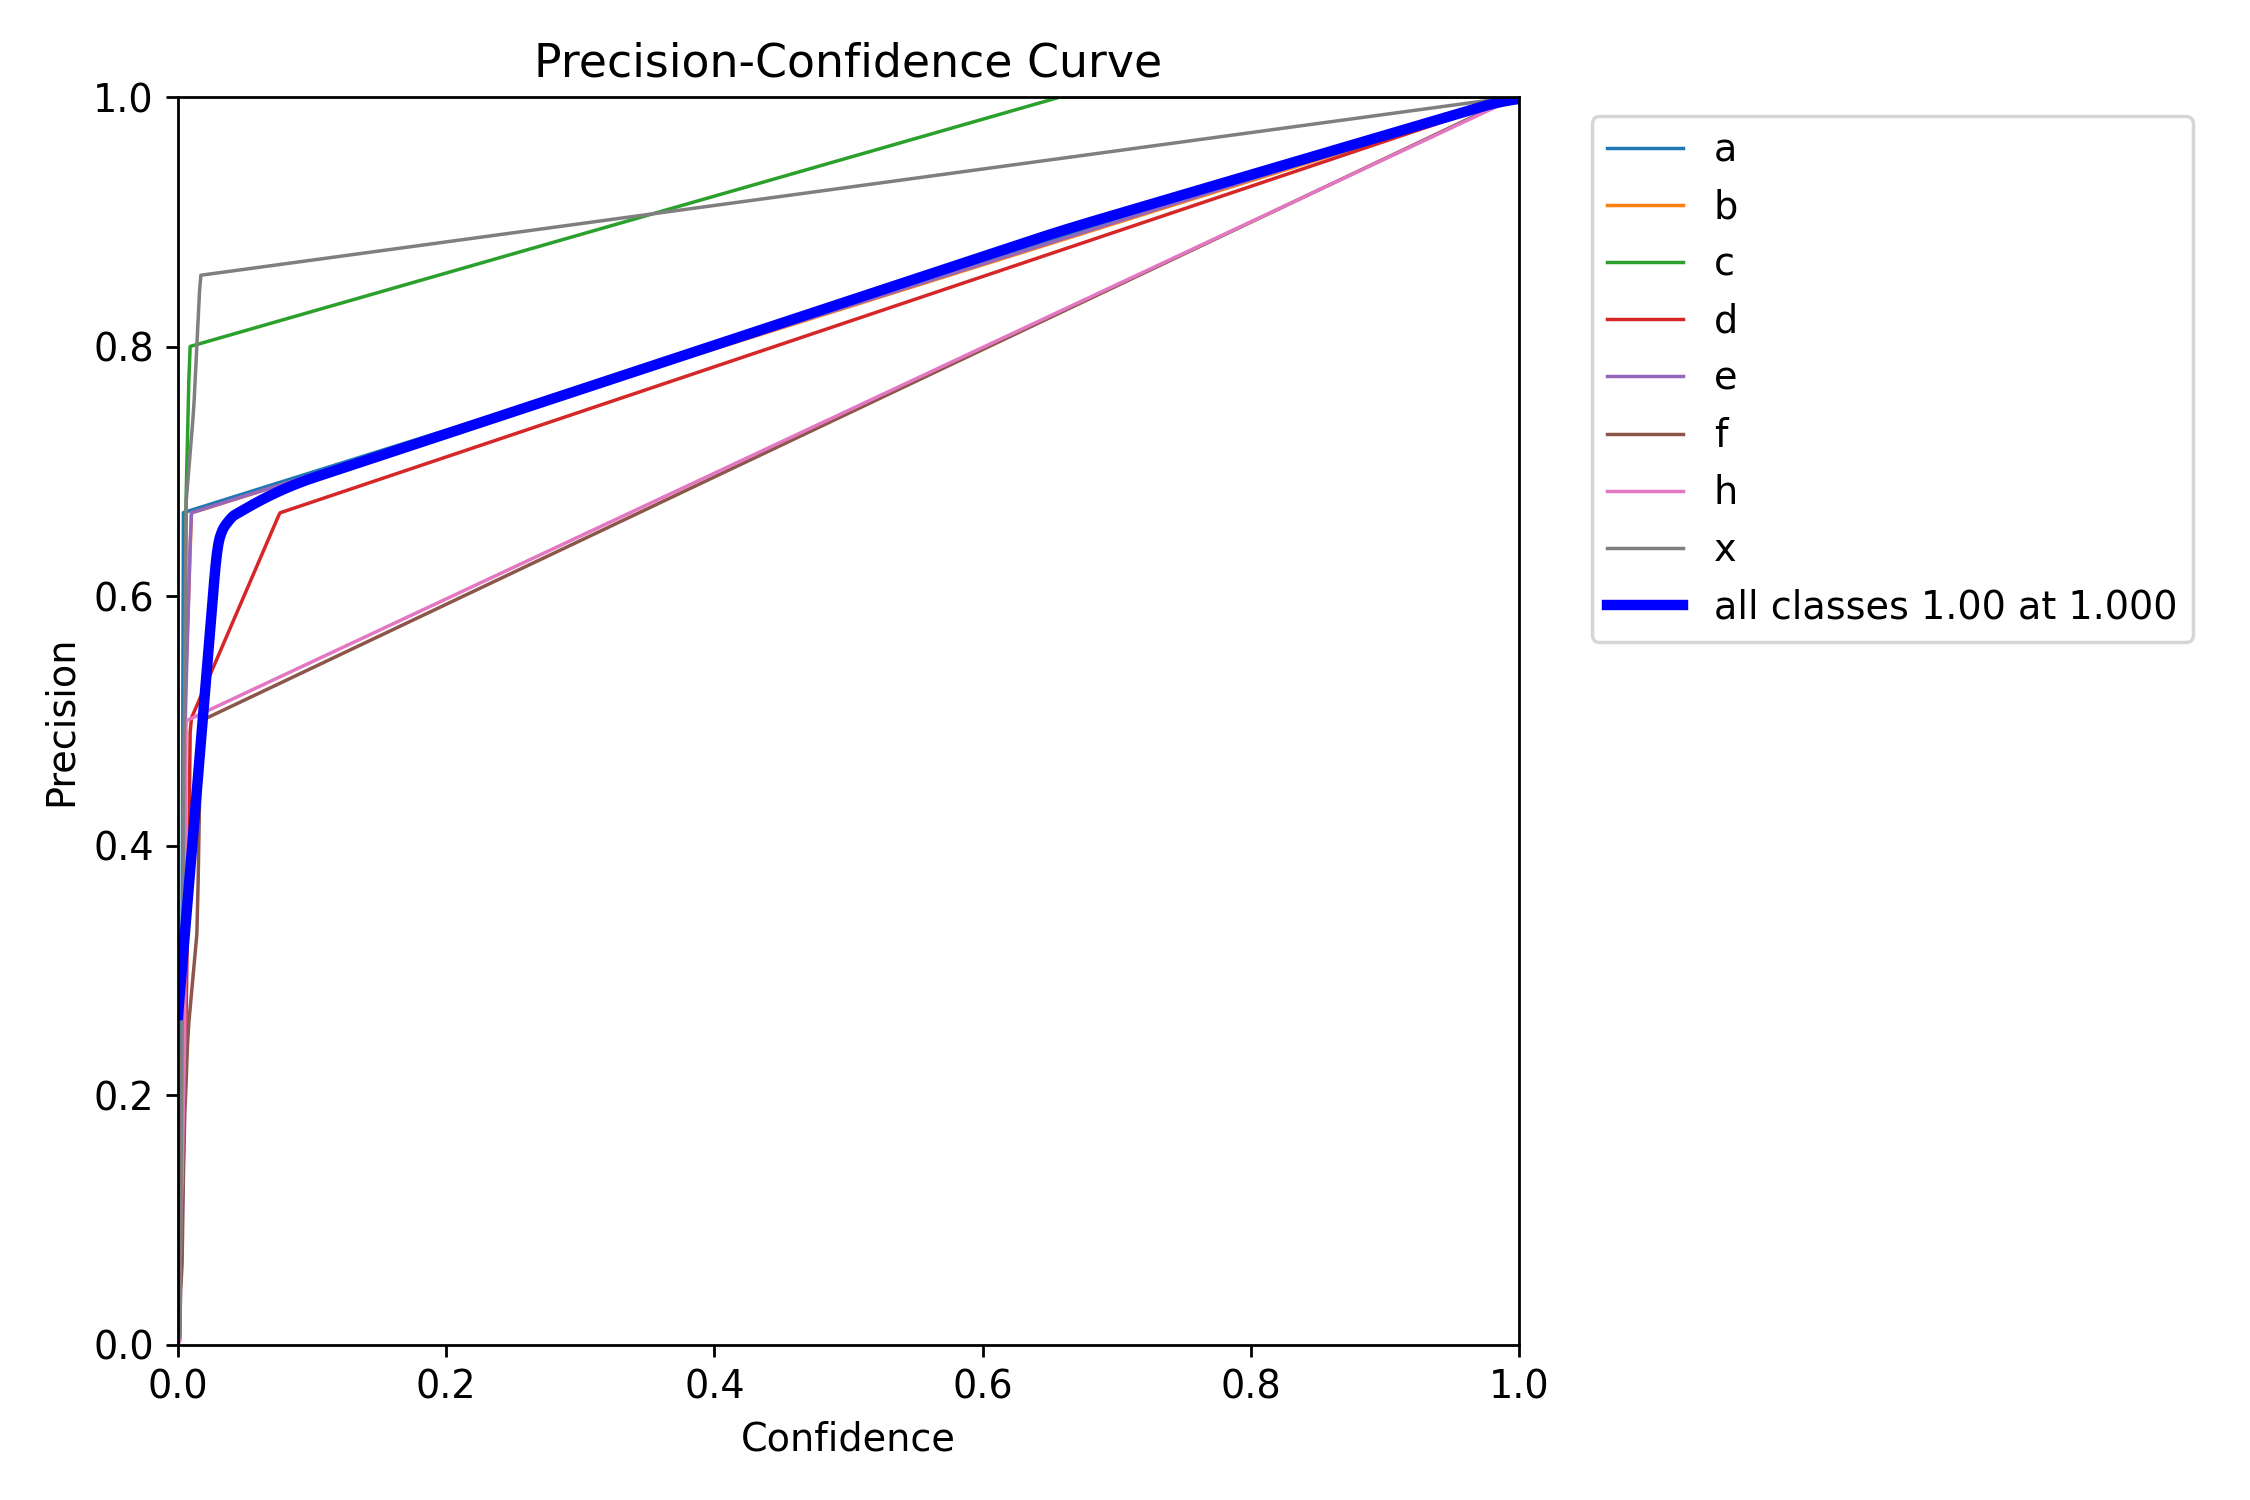 Precision-Confidence Curve
1.0
0.8
0.6
0.4
0.2
0.0
Precision
0.0 0.2 0.4 0.6 0.8 1.0
Confidence
a
b
c
d
e
f
h
x
all classes 1.00 at 1.000